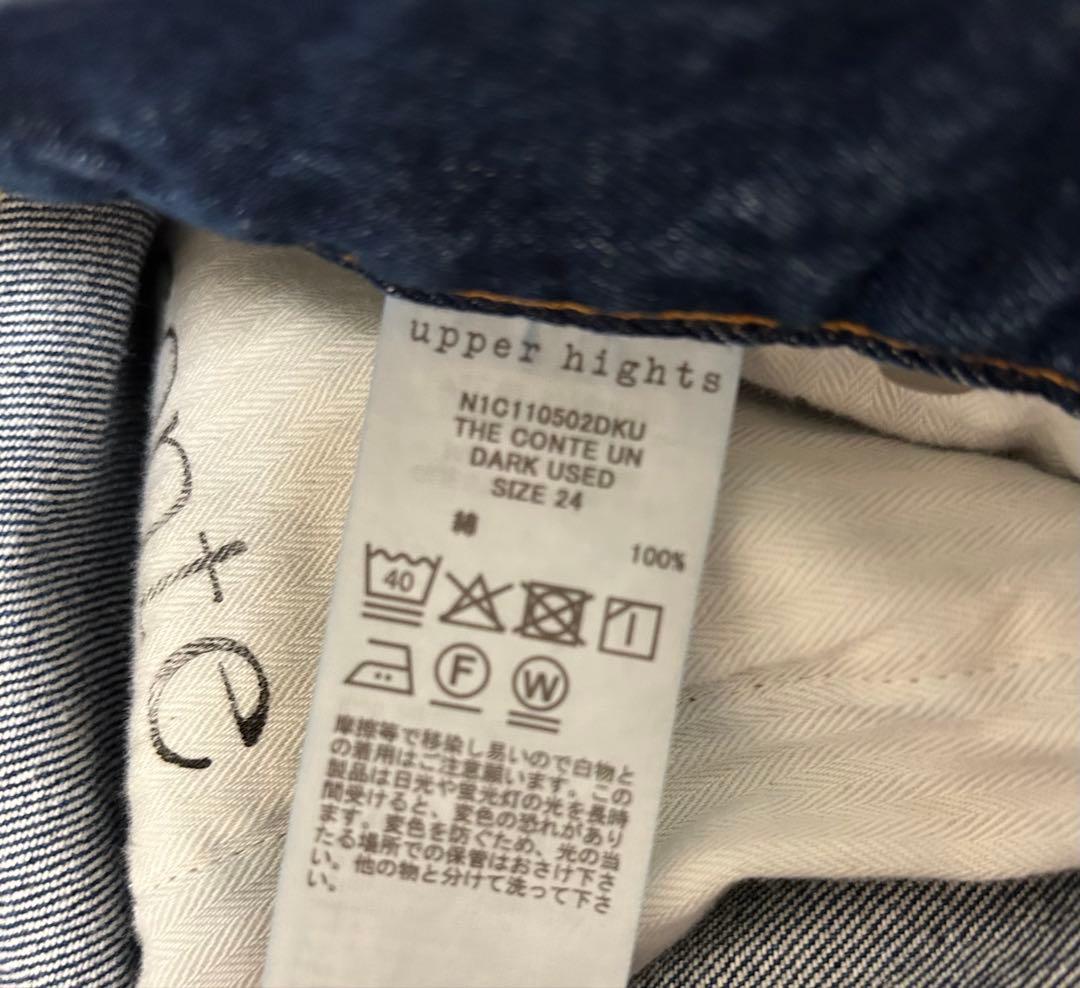 upper hights
N1C110502DKU
THE CONTE UN
DARK USED
SIZE 24
綿 100%
40
F W
摩擦等で移染し易いので白物と
の着用はご注意願います。この
製品は日光や蛍光灯の光を長時
間受けると、変色の恐れがあり
ます。変色を防ぐため、光の当
たる場所での保管はおさけ下さ
い。他の物と分けて洗って下さ
い。